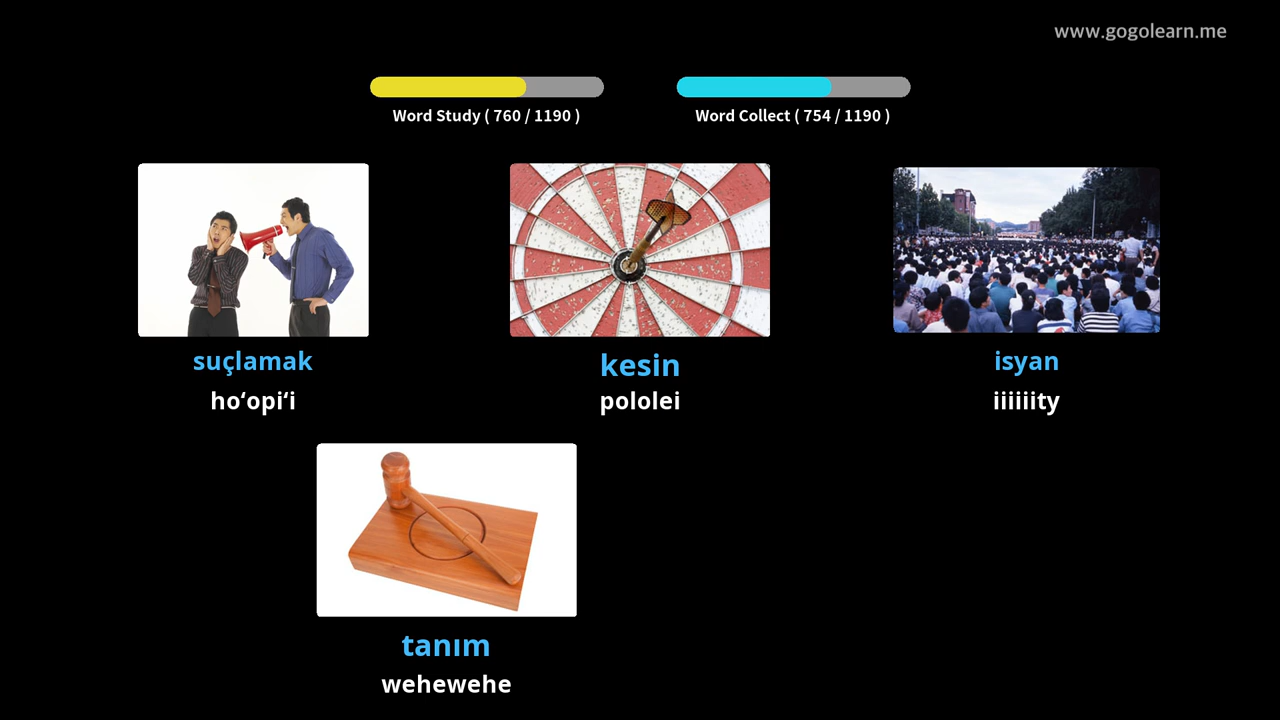 www.gogolearn.me
Word Study ( 760 / 1190 )
Word Collect ( 754 / 1190 )
suçlamak
hoʻopiʻi
kesin
pololei
isyan
iiiiiity
tanım
wehewehe